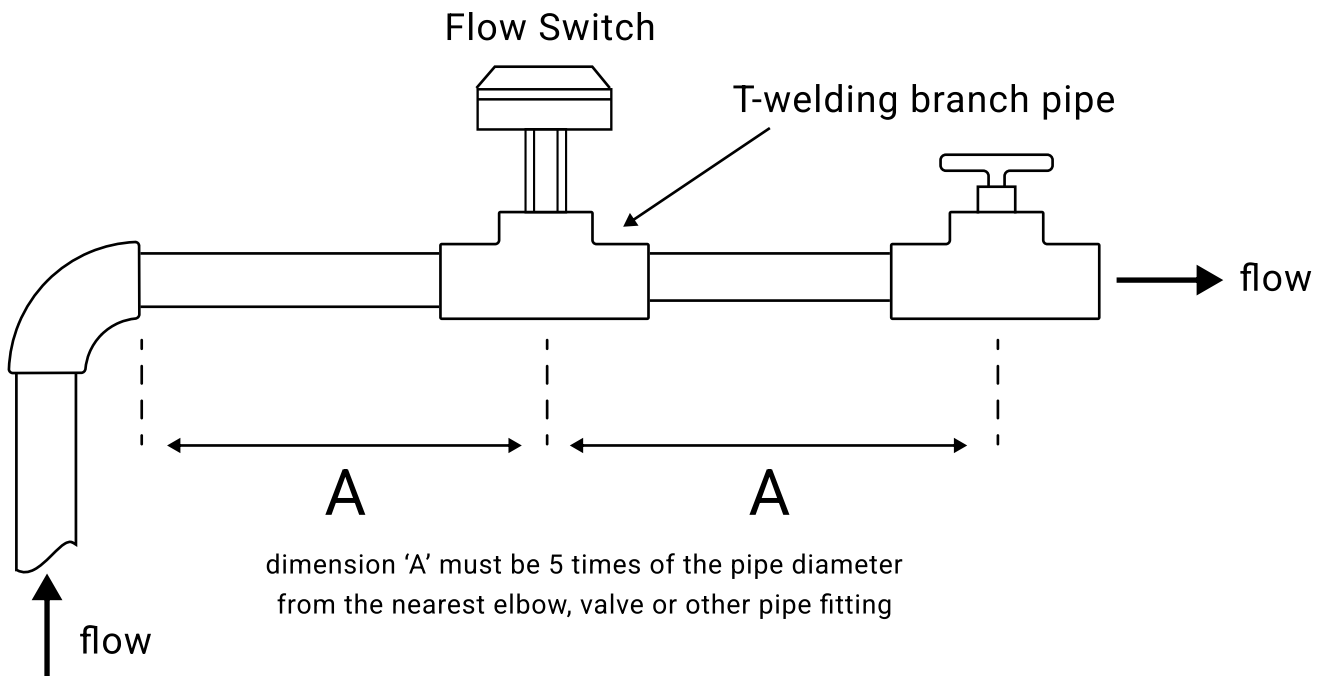 Flow Switch
T-welding branch pipe
flow
A
A
dimension ‘A’ must be 5 times of the pipe diameter
from the nearest elbow, valve or other pipe fitting
flow